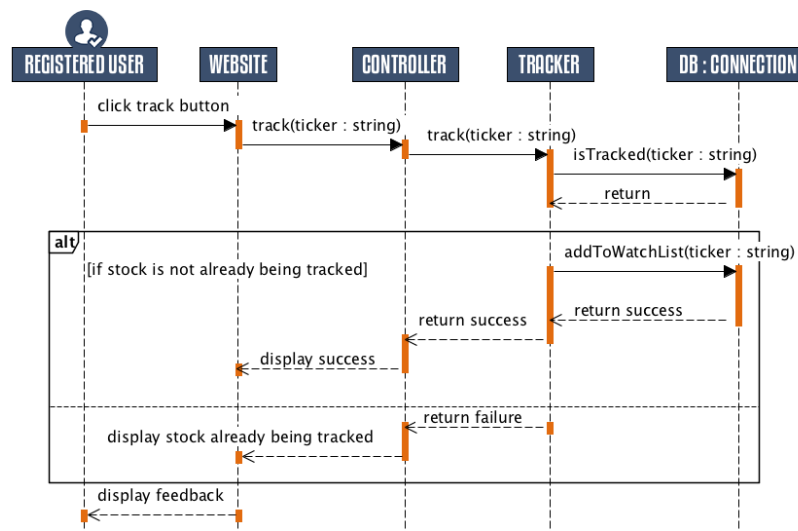 REGISTERED USER
WEBSITE
CONTROLLER
TRACKER
DB : CONNECTION
click track button
track(ticker : string)
track(ticker : string)
isTracked(ticker : string)
return
alt
[if stock is not already being tracked]
addToWatchList(ticker : string)
return success
return success
display success
return failure
display stock already being tracked
display feedback